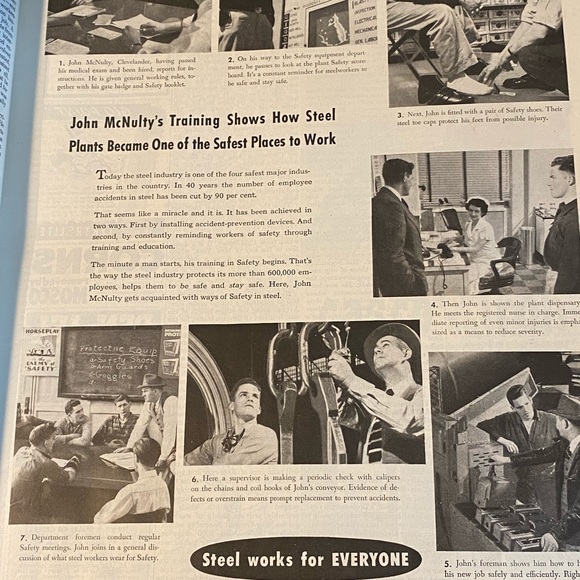 1. John McNulty, Clevelander, having passed
his medical exam and been hired, reports for in-
structions. He is given general working rules, to-
gether with his gate badge and Safety booklet.
2. On his way to the Safety equipment depart-
ment, he pauses to look at the plant Safety score-
board. It's a constant reminder for steelworkers to
be safe and stay safe.
3. Next, John is fitted with a pair of Safety shoes. Their
steel toe caps protect his feet from possible injury.
John McNulty's Training Shows How Steel
Plants Became One of the Safest Places to Work
Today the steel industry is one of the four safest major indus-
tries in the country. In 40 years the number of employee
accidents in steel has been cut by 90 per cent.
That seems like a miracle and it is. It has been achieved in
two ways. First by installing accident-prevention devices. And
second, by constantly reminding workers of safety through
training and education.
The minute a man starts, his training in Safety begins. That's
the way the steel industry protects its more than 600,000 em-
ployees, helps them to be safe and stay safe. Here, John
McNulty gets acquainted with ways of Safety in steel.
4. Then John is shown the plant dispensary.
He meets the registered nurse in charge. Imme-
diate reporting of even minor injuries is empha-
sized as a means to reduce severity.
HORSEPLAY
ENEMY of
SAFETY
Protective Equip
Safety Shoes
Arm Guards
Goggles
6. Here a supervisor is making a periodic check with calipers
on the chains and coil hooks of John's conveyor. Evidence of de-
fects or overstrain means prompt replacement to prevent accidents.
7. Department foremen conduct regular
Safety meetings. John joins in a general dis-
cussion of what steel workers wear for Safety.
Steel works for EVERYONE
5. John's foreman shows him how to
his new job safely and efficiently.